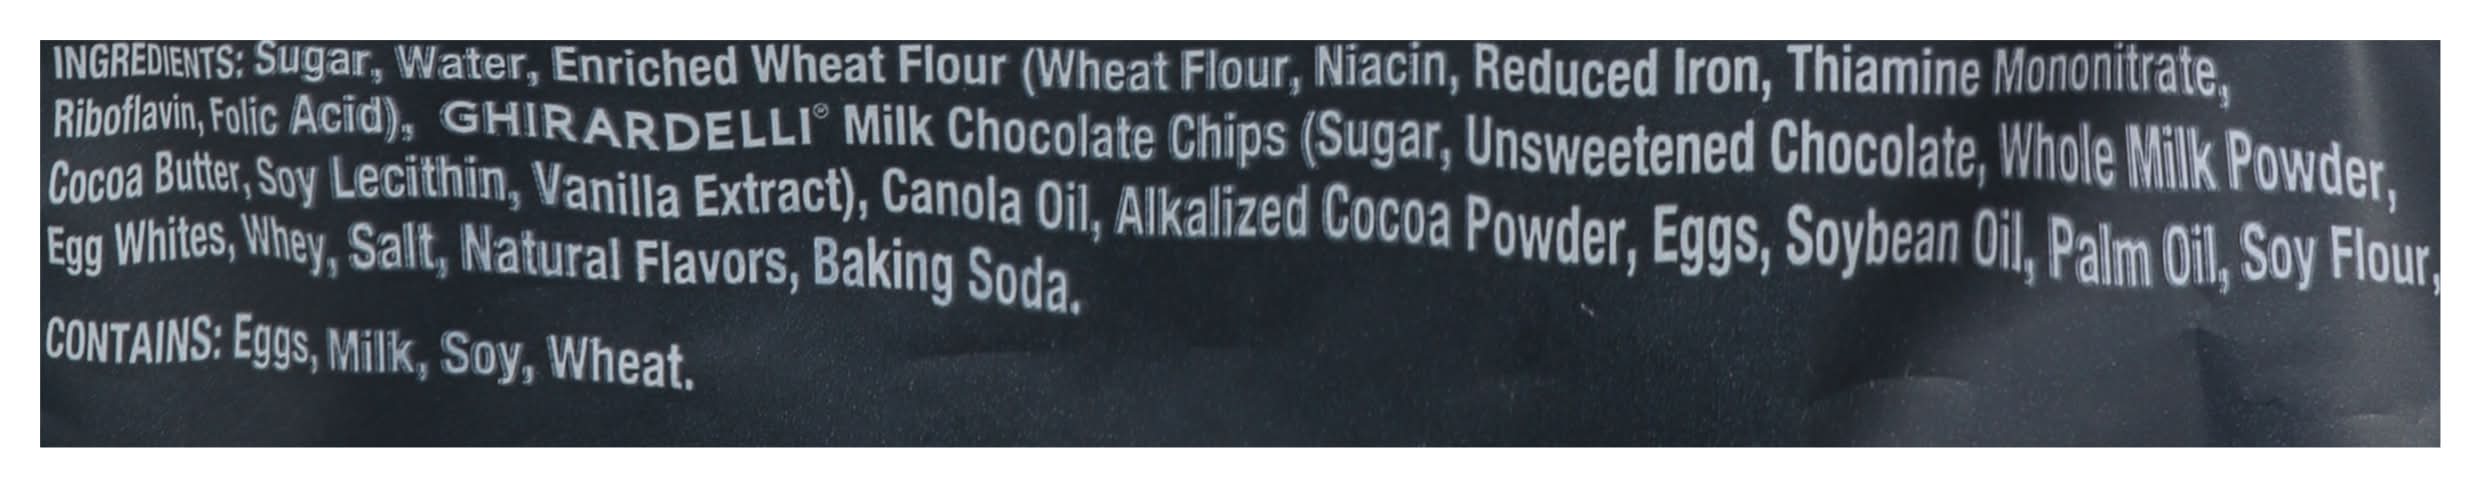 INGREDIENTS: Sugar, Water, Enriched Wheat Flour (Wheat Flour, Niacin, Reduced Iron, Thiamine Mononitrate,
Riboflavin, Folic Acid), GHIRARDELLI® Milk Chocolate Chips (Sugar, Unsweetened Chocolate, Whole Milk Powder,
Cocoa Butter, Soy Lecithin, Vanilla Extract), Canola Oil, Alkalized Cocoa Powder, Eggs, Soybean Oil, Palm Oil, Soy Flour,
Egg Whites, Whey, Salt, Natural Flavors, Baking Soda.
CONTAINS: Eggs, Milk, Soy, Wheat.